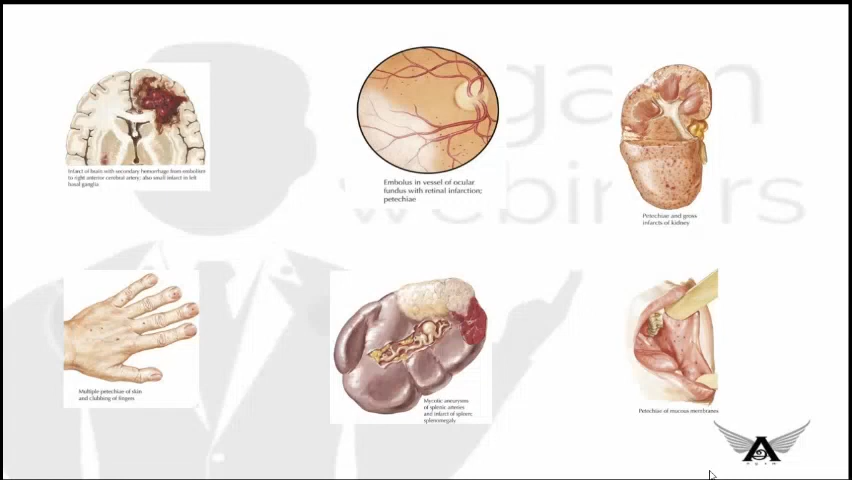 Infarct of brain with secondary hemorrhage from embolism
to right anterior cerebral artery; also small infarct in left
basal ganglia
Embolus in vessel of ocular
fundus with retinal infarction;
petechiae
Petechiae and gross
infarcts of kidney
Multiple petechiae of skin
and clubbing of fingers
Mycotic aneurysms
of splenic arteries
and infarct of spleen;
splenomegaly
Petechiae of mucous membranes
webinars
A